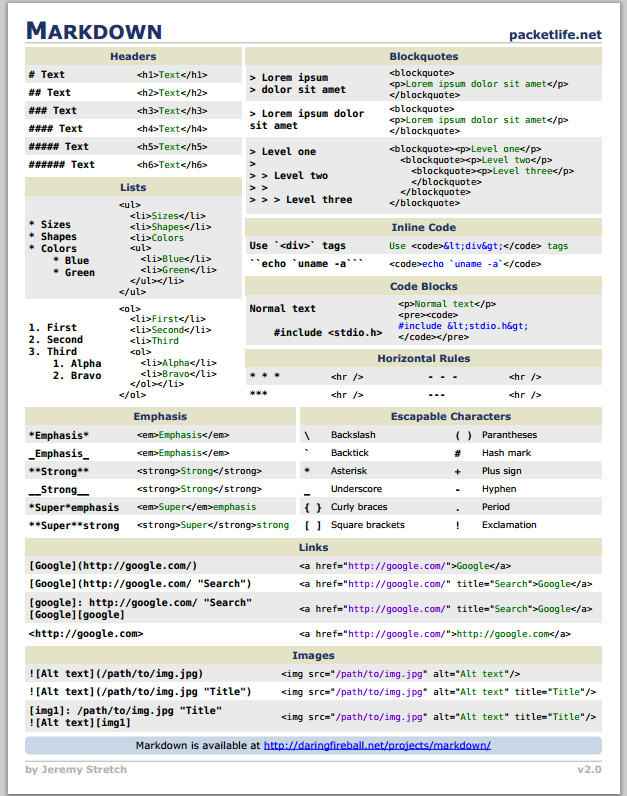 MARKDOWN packetlife.net
Headers
# Text <h1>Text</h1>
## Text <h2>Text</h2>
### Text <h3>Text</h3>
#### Text <h4>Text</h4>
##### Text <h5>Text</h5>
###### Text <h6>Text</h6>
Lists
* Sizes
* Shapes
* Colors
* Blue
* Green
<ul>
<li>Sizes</li>
<li>Shapes</li>
<li>Colors
<ul>
<li>Blue</li>
<li>Green</li>
</ul></li>
</ul>
1. First
2. Second
3. Third
1. Alpha
2. Bravo
<ol>
<li>First</li>
<li>Second</li>
<li>Third
<ol>
<li>Alpha</li>
<li>Bravo</li>
</ol></li>
</ol>
Blockquotes
> Lorem ipsum
> dolor sit amet
<blockquote>
<p>Lorem ipsum dolor sit amet</p>
</blockquote>
> Lorem ipsum dolor
sit amet
<blockquote>
<p>Lorem ipsum dolor sit amet</p>
</blockquote>
> Level one
>
> > Level two
> >
> > > Level three
<blockquote><p>Level one</p>
<blockquote><p>Level two</p>
<blockquote><p>Level three</p>
</blockquote>
</blockquote>
</blockquote>
Inline Code
Use `<div>` tags Use <code>&lt;div&gt;</code> tags
``echo `uname -a``` <code>echo `uname -a`</code>
Code Blocks
Normal text
#include <stdio.h>
<p>Normal text</p>
<pre><code>
#include &lt;stdio.h&gt;
</code></pre>
Horizontal Rules
* * * <hr /> - - - <hr />
*** <hr /> --- <hr />
Emphasis
*Emphasis* <em>Emphasis</em>
_Emphasis_ <em>Emphasis</em>
**Strong** <strong>Strong</strong>
__Strong__ <strong>Strong</strong>
*Super*emphasis <em>Super</em>emphasis
**Super**strong <strong>Super</strong>strong
Escapable Characters
\ Backslash ( ) Parantheses
` Backtick # Hash mark
* Asterisk + Plus sign
_ Underscore - Hyphen
{ } Curly braces . Period
[ ] Square brackets ! Exclamation
Links
[Google](http://google.com/) <a href="http://google.com/">Google</a>
[Google](http://google.com/ "Search") <a href="http://google.com/" title="Search">Google</a>
[google]: http://google.com/ "Search"
[Google][google]
<a href="http://google.com/" title="Search">Google</a>
<http://google.com> <a href="http://google.com/">http://google.com</a>
Images
![Alt text](/path/to/img.jpg) <img src="/path/to/img.jpg" alt="Alt text"/>
![Alt text](/path/to/img.jpg "Title") <img src="/path/to/img.jpg" alt="Alt text" title="Title"/>
[img1]: /path/to/img.jpg "Title"
![Alt text][img1]
<img src="/path/to/img.jpg" alt="Alt text" title="Title"/>
Markdown is available at http://daringfireball.net/projects/markdown/
by Jeremy Stretch v2.0